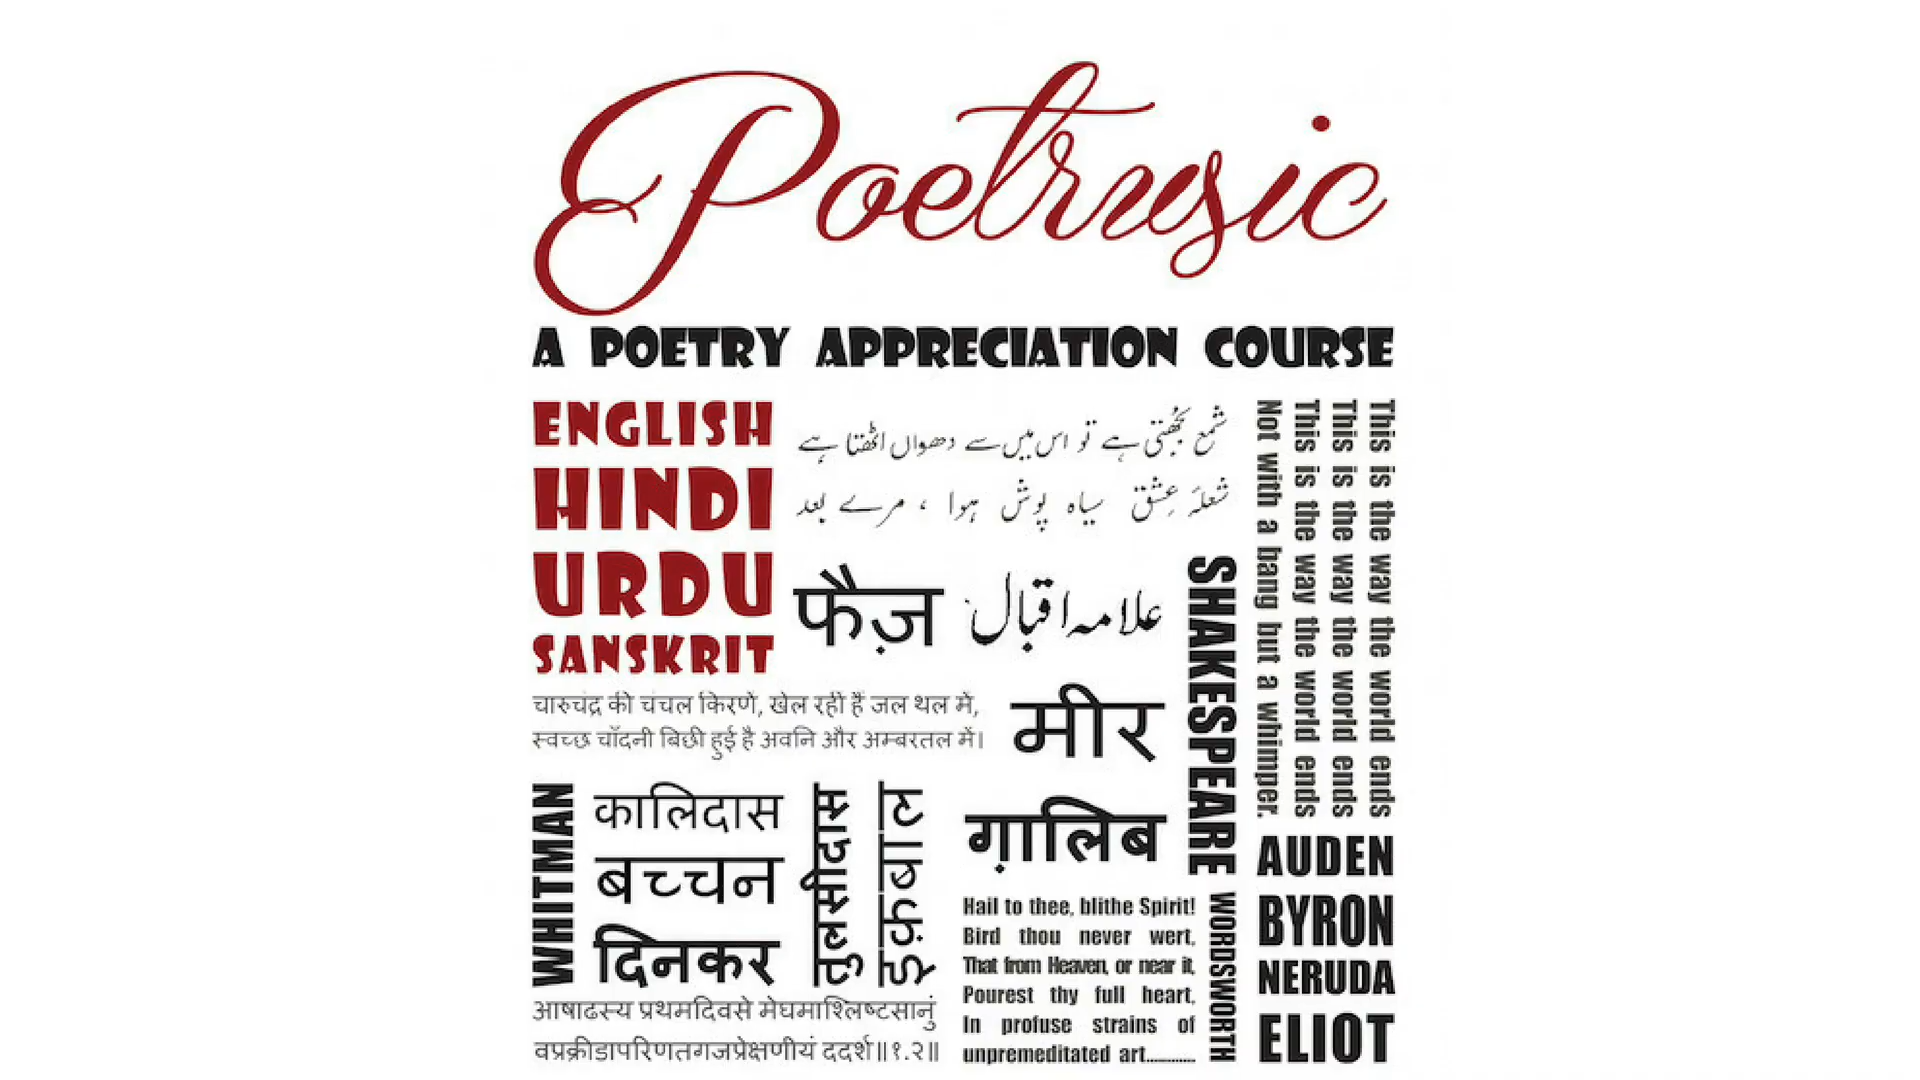 Poetrusic
A POETRY APPRECIATION COURSE
ENGLISH
HINDI
URDU
SANSKRIT
شمع بجھتی ہے تو اس میں سے دھواں اٹھتا ہے
شعلۂ عشق سیاہ پوش ہوا ، مرے بعد
फैज़
علامہ اقبال
SHAKESPEARE
This is the way the world ends
This is the way the world ends
This is the way the world ends
Not with a bang but a whimper.
चारुचंद्र की चंचल किरणें, खेल रहीं हैं जल थल में,
स्वच्छ चाँदनी बिछी हुई है अवनि और अम्बरतल में।
मीर
ग़ालिब
WHITMAN
कालिदास
बच्चन
दिनकर
तुलसीदास
इक़बाल
आषाढस्य प्रथमदिवसे मेघमाश्लिष्टसानुं
वप्रक्रीडापरिणतगजप्रेक्षणीयं ददर्श॥१.२॥
Hail to thee, blithe Spirit!
Bird thou never wert,
That from Heaven, or near it,
Pourest thy full heart,
In profuse strains of
unpremeditated art............
WORDSWORTH
AUDEN
BYRON
NERUDA
ELIOT